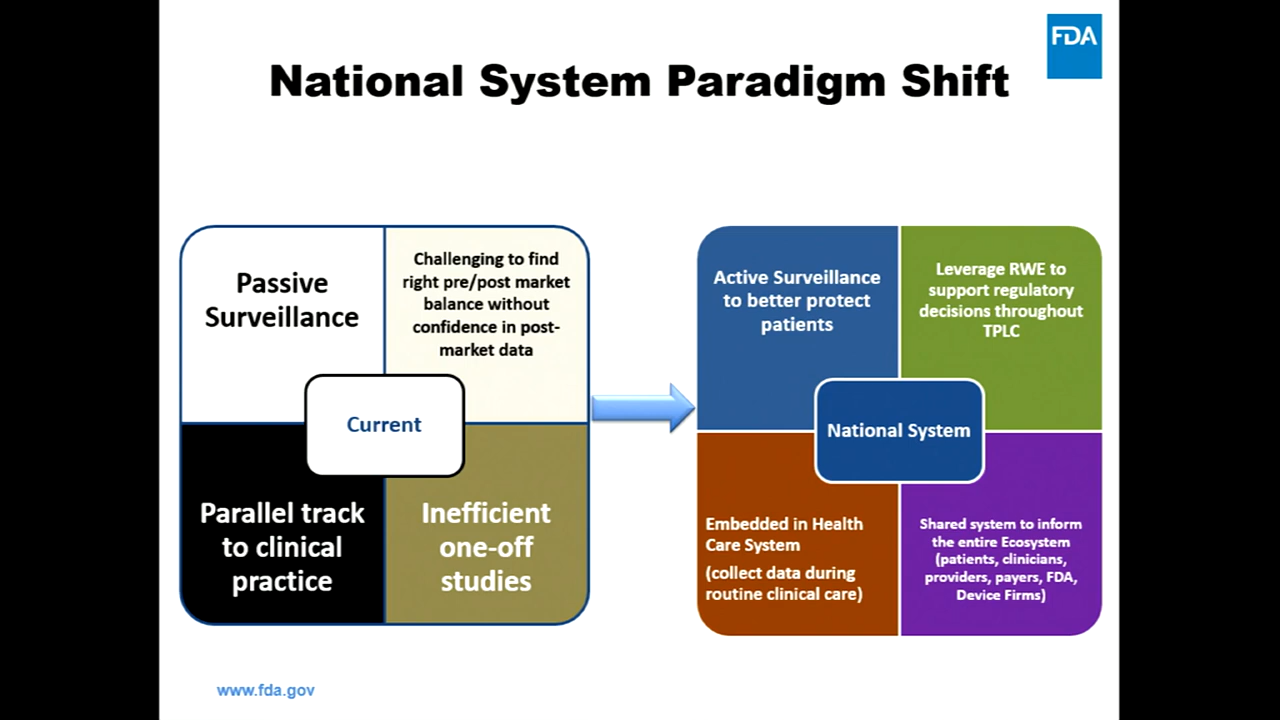 FDA
National System Paradigm Shift
Passive
Surveillance
Challenging to find
right pre/post market
balance without
confidence in post-
market data
Current
Parallel track
to clinical
practice
Inefficient
one-off
studies
Active Surveillance
to better protect
patients
Leverage RWE to
support regulatory
decisions throughout
TPLC
National System
Embedded in Health
Care System
(collect data during
routine clinical care)
Shared system to inform
the entire Ecosystem
(patients, clinicians,
providers, payers, FDA,
Device Firms)
www.fda.gov